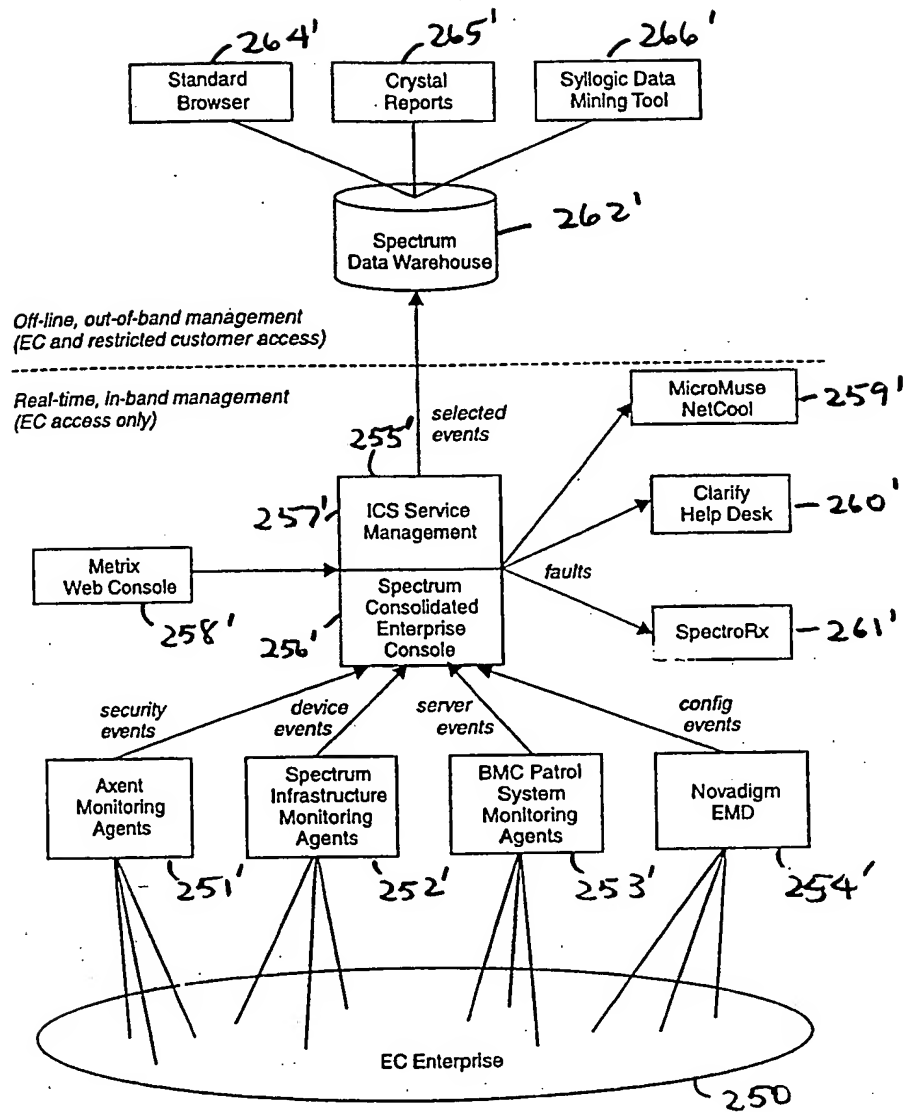 264'
265'
266'
Standard
Browser
Crystal
Reports
Syllogic Data
Mining Tool
262'
Spectrum
Data Warehouse
Off-line, out-of-band management
(EC and restricted customer access)
Real-time, in-band management
(EC access only)
selected
events
MicroMuse
NetCool
259'
255'
257'
ICS Service
Management
Clarify
Help Desk
260'
Metrix
Web Console
258'
256'
Spectrum
Consolidated
Enterprise
Console
faults
SpectroRx
261'
security
events
device
events
server
events
config
events
Axent
Monitoring
Agents
251'
Spectrum
Infrastructure
Monitoring
Agents
252'
BMC Patrol
System
Monitoring
Agents
253'
Novadigm
EMD
254'
EC Enterprise
250